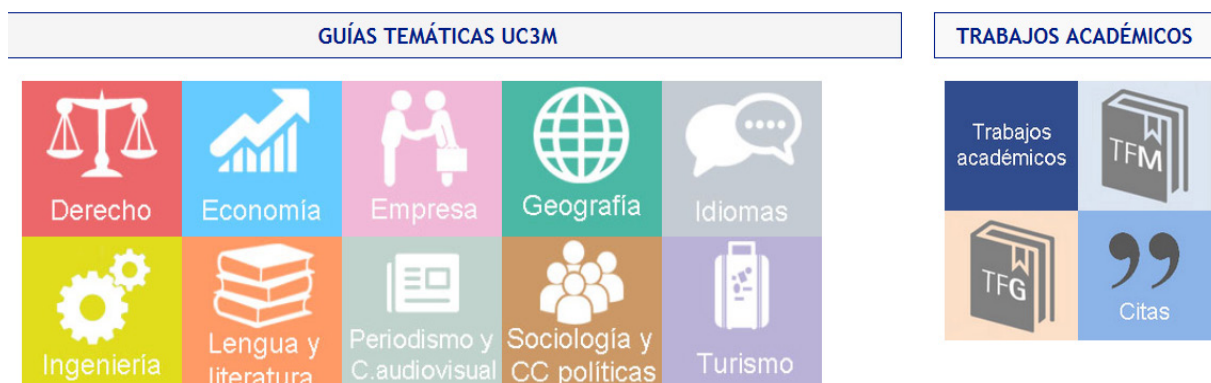 GUÍAS TEMÁTICAS UC3M
Derecho
Economía
Empresa
Geografía
Idiomas
Ingeniería
Lengua y
literatura
Periodismo y
C.audiovisual
Sociología y
CC políticas
Turismo
TRABAJOS ACADÉMICOS
Trabajos
académicos
TFM
TFG
Citas